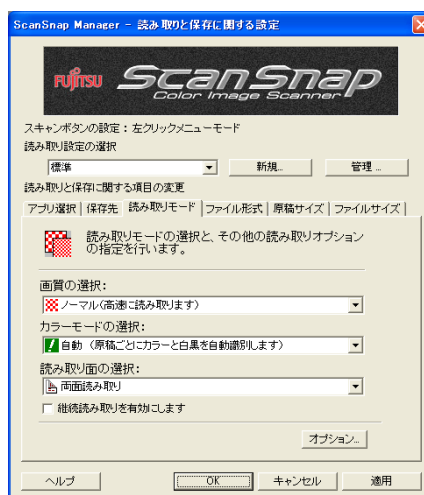 ScanSnap Manager - 読み取りと保存に関する設定
FUJITSU ScanSnap
Color Image Scanner
スキャンボタンの設定：左クリックメニューモード
読み取り設定の選択
標準 新規... 管理...
読み取りと保存に関する項目の変更
アプリ選択 保存先 読み取りモード ファイル形式 原稿サイズ ファイルサイズ
読み取りモードの選択と、その他の読み取りオプション
の指定を行います。
画質の選択:
ノーマル(高速に読み取ります)
カラーモードの選択:
自動 (原稿ごとにカラーと白黒を自動識別します)
読み取り面の選択:
両面読み取り
継続読み取りを有効にします
オプション...
ヘルプ OK キャンセル 適用